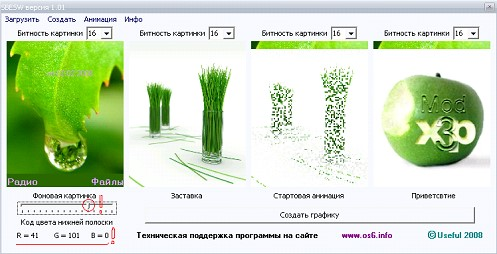 SBESW версия 1.01
Загрузить Создать Анимация Инфо
Битность картинки 16 Битность картинки 16 Битность картинки 16 Битность картинки 16
Mod
x30
Радио Файлы
Фоновая картинка Заставка Стартовая анимация Приветсвтие
Код цвета нижней полоски
Создать графику
R = 41 G = 101 B = 0
Техническая поддержка программы на сайте www.os6.info © Useful 2008